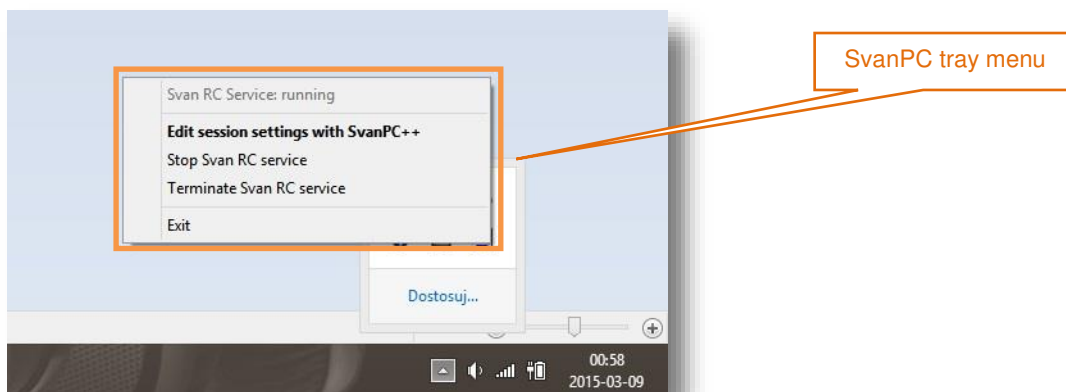 SvanPC tray menu
Svan RC Service: running
Edit session settings with SvanPC++
Stop Svan RC service
Terminate Svan RC service
Exit
Dostosuj...
00:58
2015-03-09